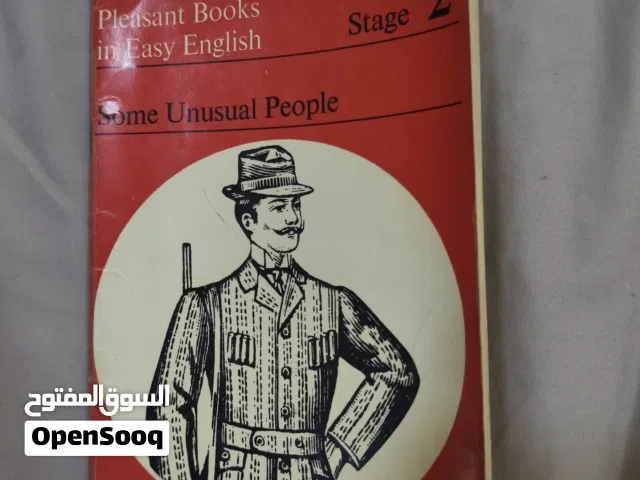 Pleasant Books
in Easy English
Stage 2
Some Unusual People
السوق المفتوح
OpenSooq